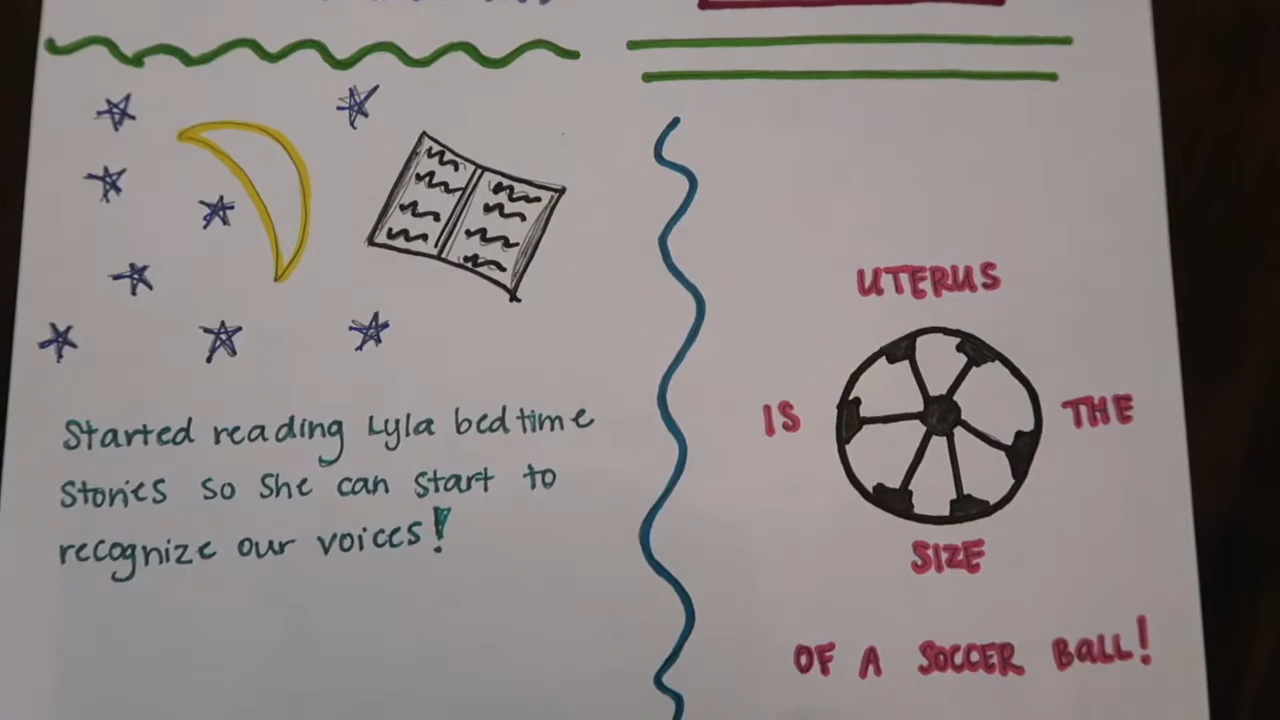 Started reading Lyla bedtime
stories so she can start to
recognize our voices!
UTERUS
IS THE
SIZE
OF A SOCCER BALL!